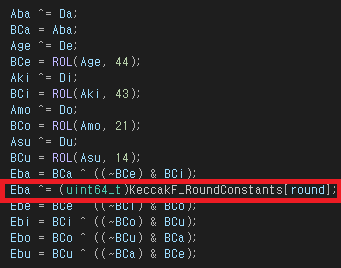 Aba ^= Da;
BCa = Aba;
Age ^= De;
BCe = ROL(Age, 44);
Aki ^= Di;
BCi = ROL(Aki, 43);
Amo ^= Do;
BCo = ROL(Amo, 21);
Asu ^= Du;
BCu = ROL(Asu, 14);
Eba = BCa ^ ((~BCe) & BCi);
Eba ^= (uint64_t)KeccakF_RoundConstants[round];
Ebe = BCe ^ ((~BCi) & BCo);
Ebi = BCi ^ ((~BCo) & BCu);
Ebo = BCo ^ ((~BCu) & BCa);
Ebu = BCu ^ ((~BCa) & BCe);